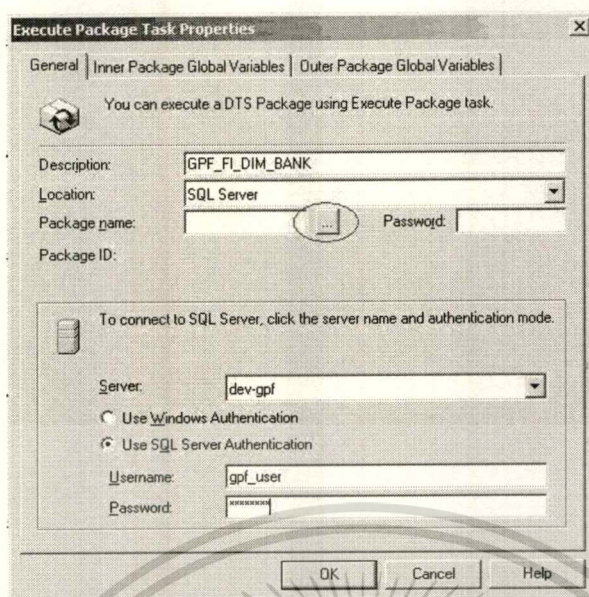 Execute Package Task Properties
General Inner Package Global Variables Outer Package Global Variables
You can execute a DTS Package using Execute Package task.
Description: GPF_FI_DIM_BANK
Location: SQL Server
Package name: ... Password:
Package ID:
To connect to SQL Server, click the server name and authentication mode.
Server: dev-gpf
Use Windows Authentication
Use SQL Server Authentication
Username: gpf_user
Password: ********
OK Cancel Help